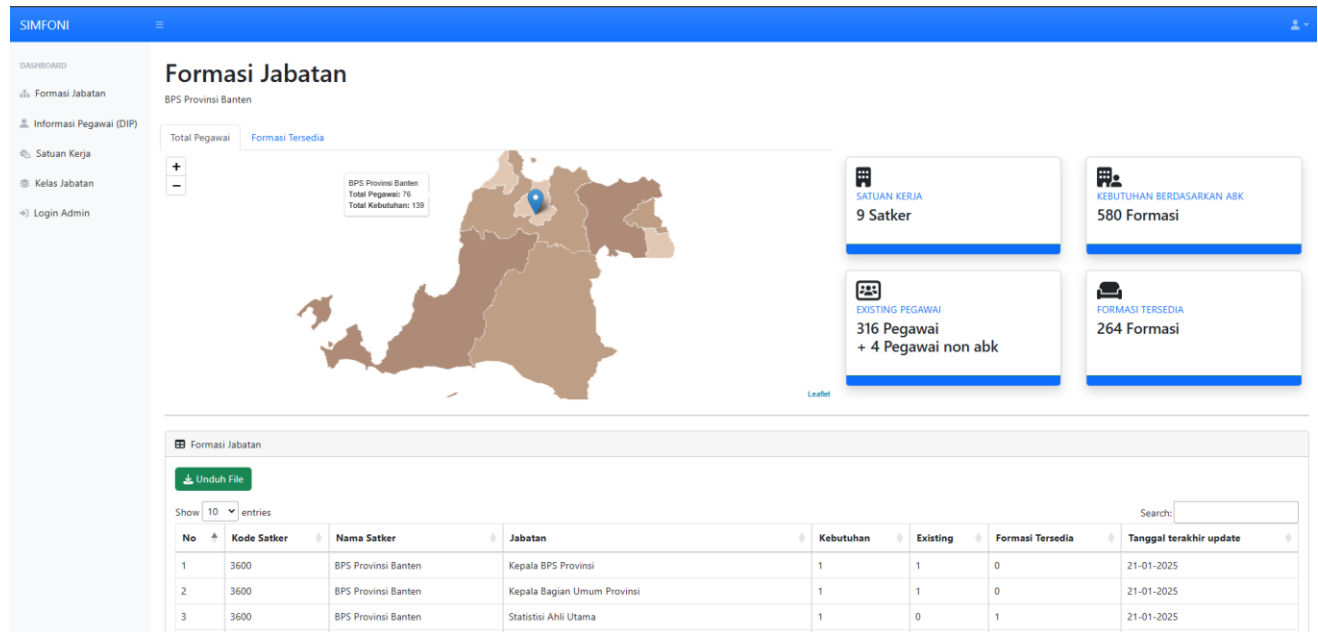 SIMFONI
DASHBOARD
Formasi Jabatan
Informasi Pegawai (DIP)
Satuan Kerja
Kelas Jabatan
Login Admin
Formasi Jabatan
BPS Provinsi Banten
Total Pegawai Formasi Tersedia
+
−
BPS Provinsi Banten
Total Pegawai: 76
Total Kebutuhan: 139
Leaflet
SATUAN KERJA
9 Satker
KEBUTUHAN BERDASARKAN ABK
580 Formasi
EXISTING PEGAWAI
316 Pegawai
+ 4 Pegawai non abk
FORMASI TERSEDIA
264 Formasi
Formasi Jabatan
Unduh File
Show 10 entries Search:
No Kode Satker Nama Satker Jabatan Kebutuhan Existing Formasi Tersedia Tanggal terakhir update
1 3600 BPS Provinsi Banten Kepala BPS Provinsi 1 1 0 21-01-2025
2 3600 BPS Provinsi Banten Kepala Bagian Umum Provinsi 1 1 0 21-01-2025
3 3600 BPS Provinsi Banten Statistisi Ahli Utama 1 0 1 21-01-2025